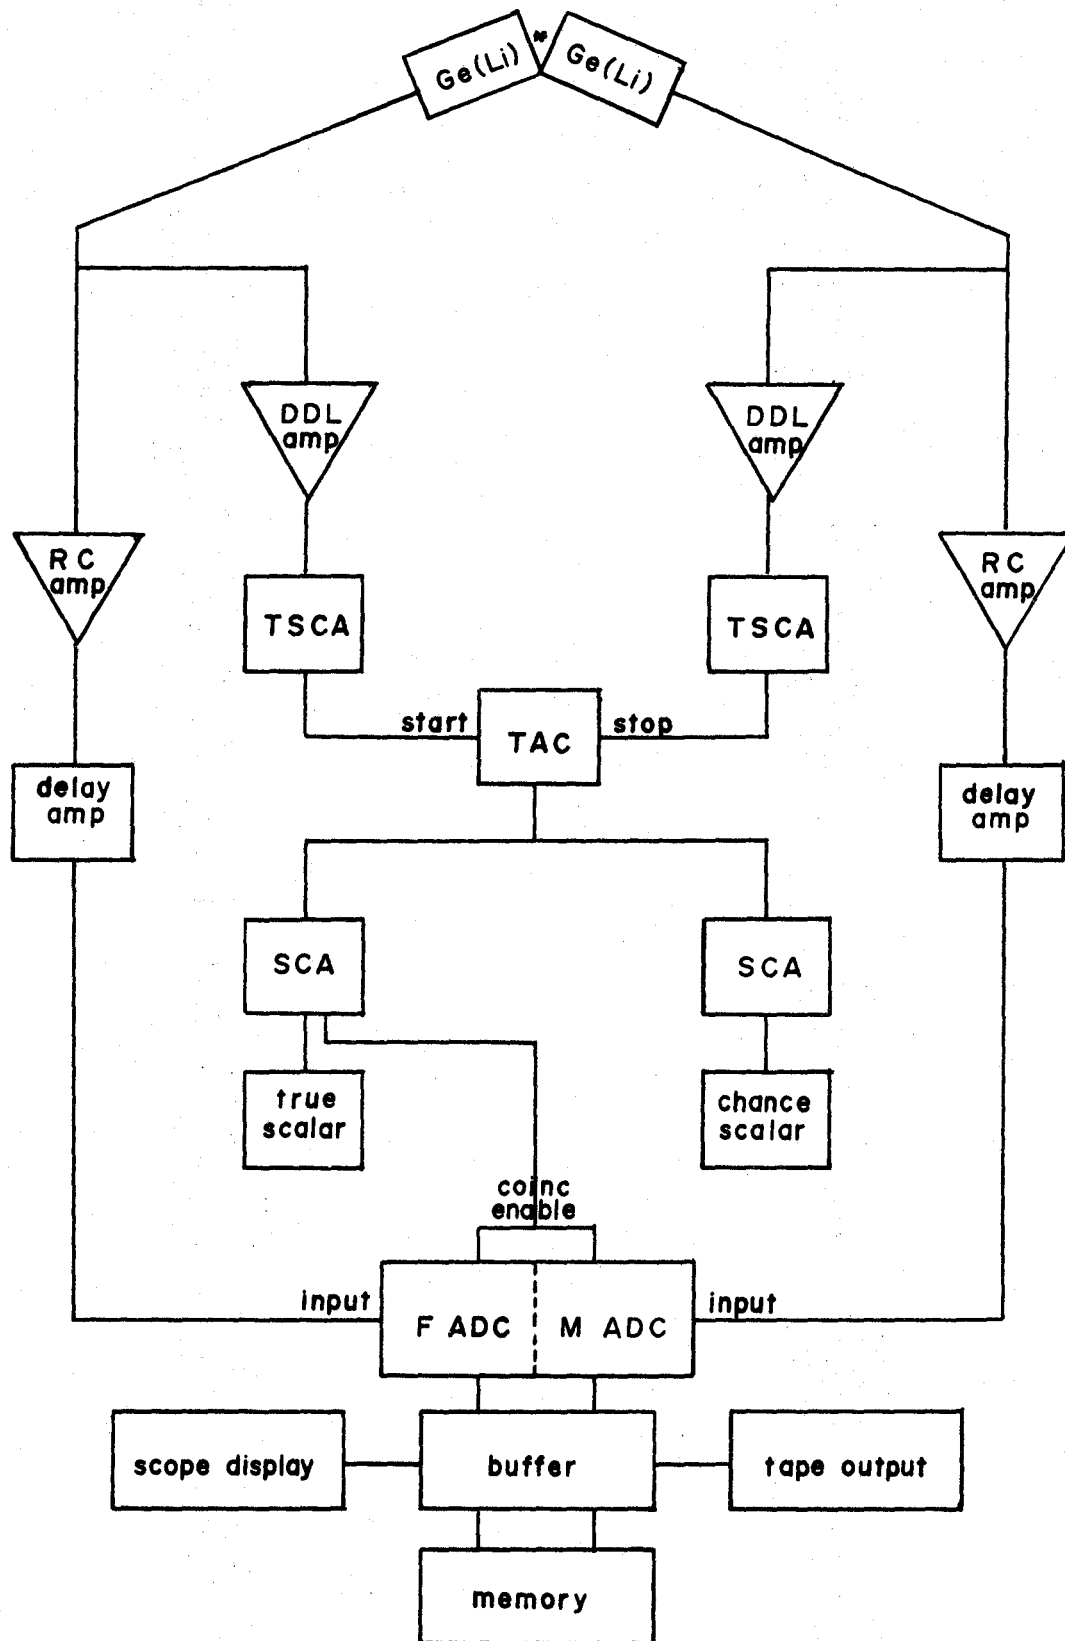 Ge(Li)
*
Ge(Li)
DDL
amp
DDL
amp
RC
amp
RC
amp
TSCA
TSCA
start
TAC
stop
delay
amp
delay
amp
SCA
SCA
true
scalar
chance
scalar
coinc
enable
input
F ADC
M ADC
input
scope display
buffer
tape output
memory